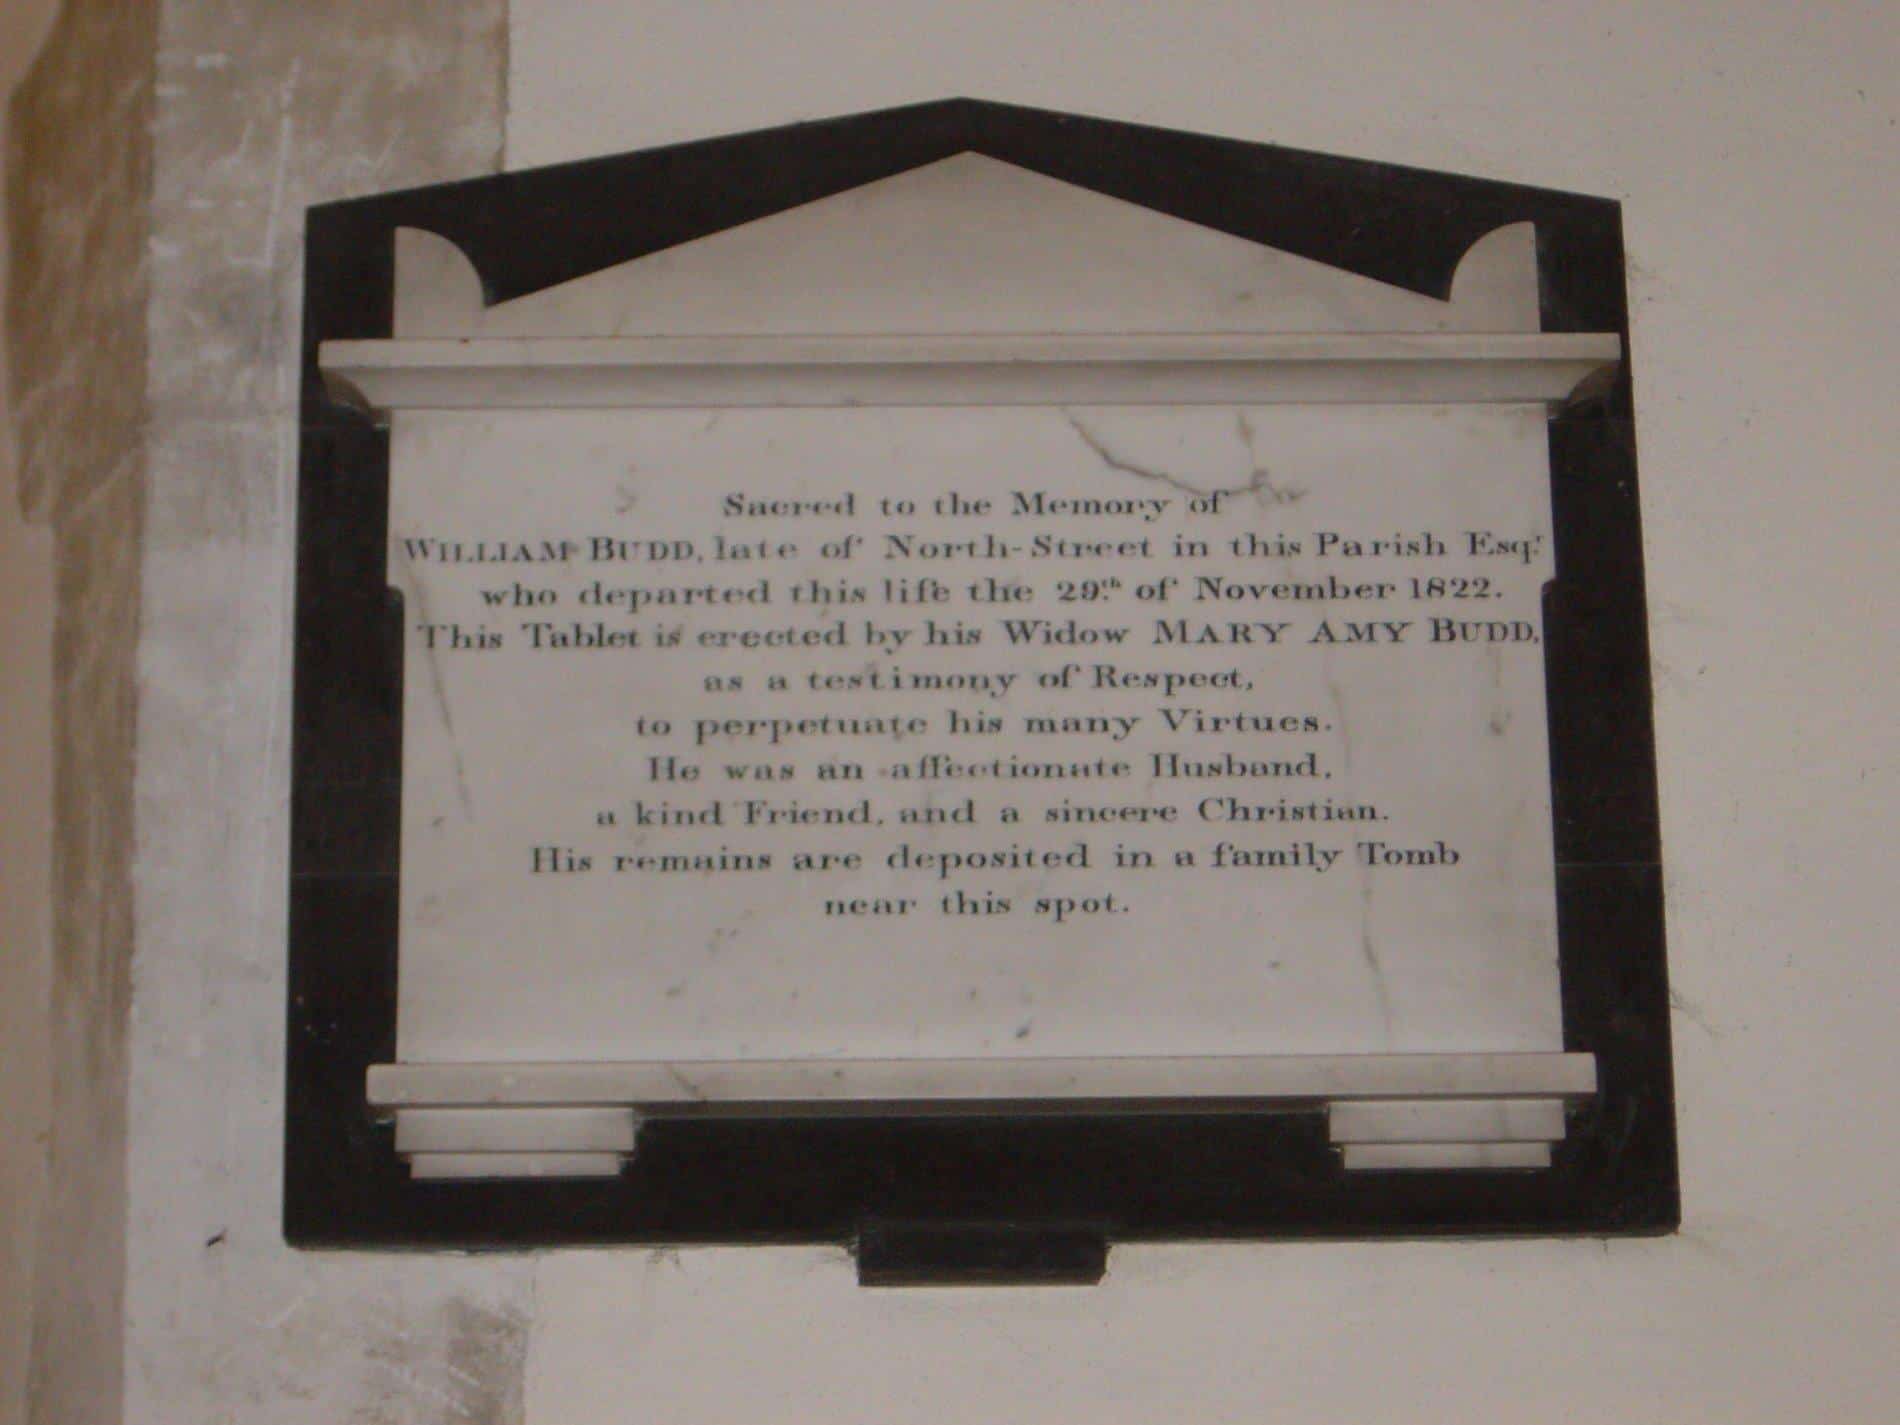 Sacred to the Memory of
WILLIAM BUDD, late of North-Street in this Parish Esqr.
who departed this life the 29th. of November 1822.
This Tablet is erected by his Widow MARY AMY BUDD,
as a testimony of Respect,
to perpetuate his many Virtues.
He was an affectionate Husband,
a kind Friend, and a sincere Christian.
His remains are deposited in a family Tomb
near this spot.